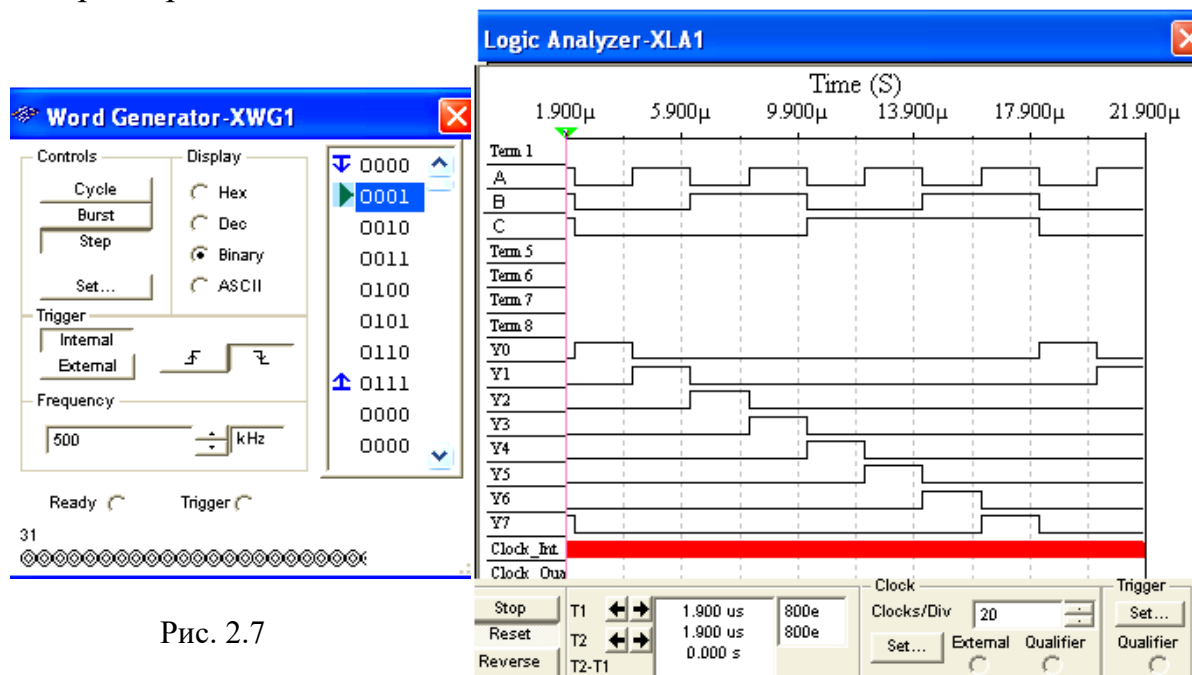 Word Generator-XWG1
Controls
Cycle
Burst
Step
Set...
Display
Hex
Dec
Binary
ASCII
Trigger
Internal
External
Frequency
500
kHz
Ready
Trigger
31
0000
0001
0010
0011
0100
0101
0110
0111
0000
0000
Рис. 2.7
Logic Analyzer-XLA1
Time (S)
1.900μ 5.900μ 9.900μ 13.900μ 17.900μ 21.900μ
Term 1
A
B
C
Term 5
Term 6
Term 7
Term 8
Y0
Y1
Y2
Y3
Y4
Y5
Y6
Y7
Clock_Int
Clock_Qua
Stop
Reset
Reverse
T1
T2
T2-T1
1.900 us
1.900 us
0.000 s
800e
800e
Clock
Clocks/Div 20
Set... External Qualifier
Trigger
Set...
Qualifier